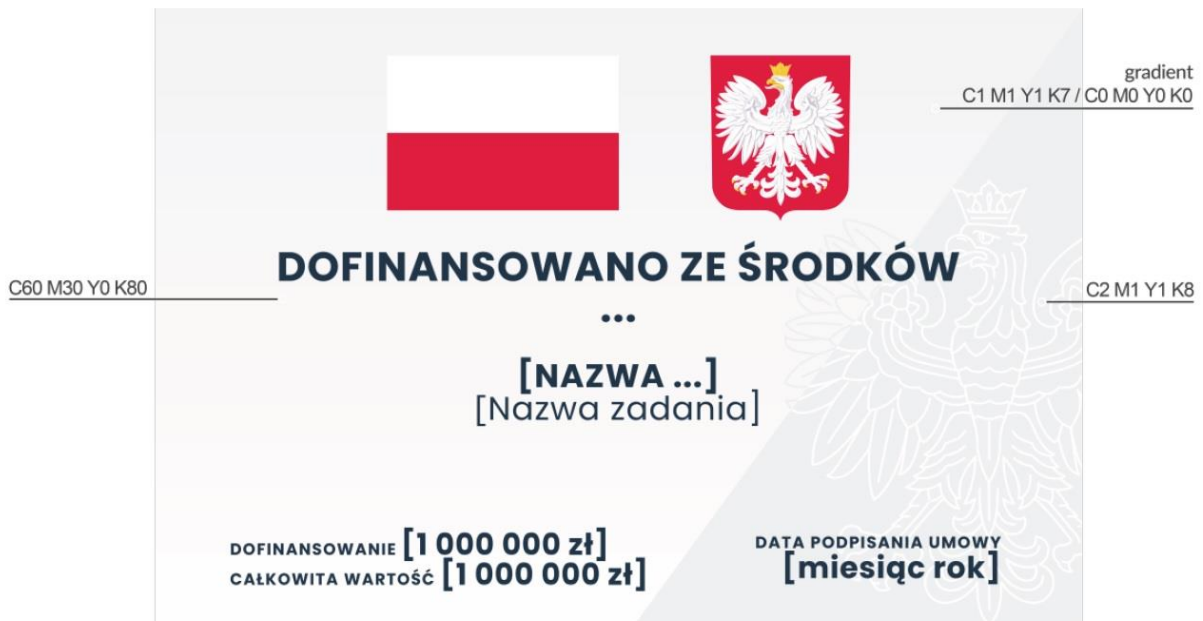 gradient
C1 M1 Y1 K7 / C0 M0 Y0 K0
DOFINANSOWANO ZE ŚRODKÓW
C60 M30 Y0 K80
C2 M1 Y1 K8
...
[NAZWA ...]
[Nazwa zadania]
DOFINANSOWANIE [1 000 000 zł]
CAŁKOWITA WARTOŚĆ [1 000 000 zł]
DATA PODPISANIA UMOWY
[miesiąc rok]